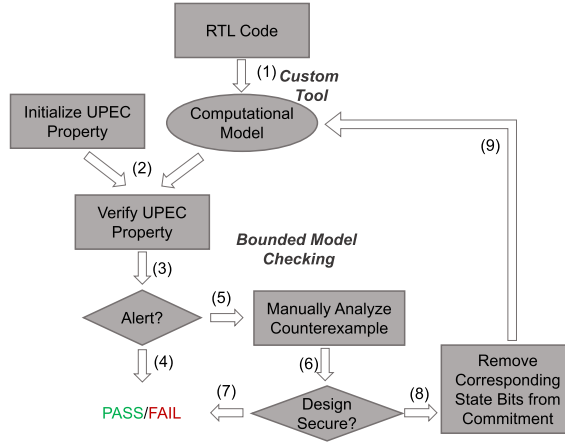 RTL Code
(1)
Custom
Tool
Initialize UPEC
Property
Computational
Model
(9)
(2)
Verify UPEC
Property
Bounded Model
Checking
(3)
Alert?
(5)
Manually Analyze
Counterexample
(4)
(6)
Remove
Corresponding
State Bits from
Commitment
PASS/FAIL
(7)
Design
Secure?
(8)